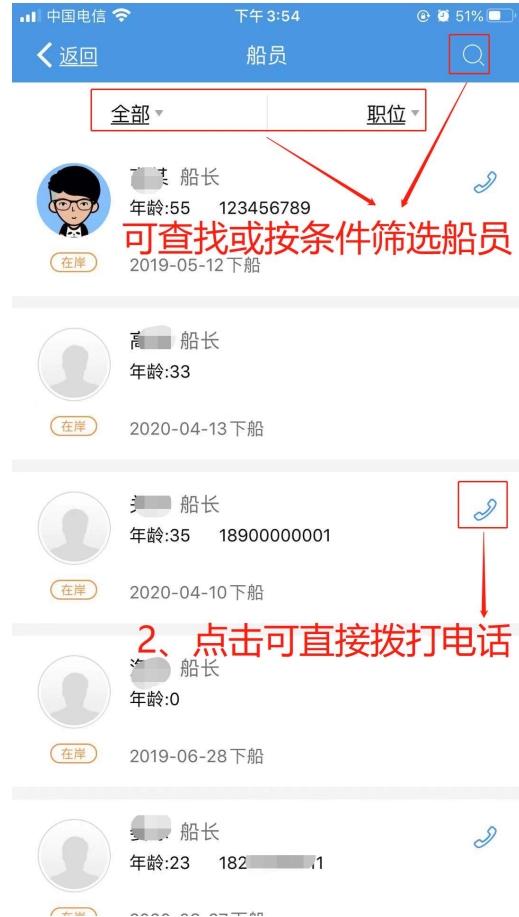 中国电信 下午3:54 51%
返回 船员
全部 职位
船长
年龄:55 123456789
可查找或按条件筛选船员
在岸 2019-05-12下船
高 船长
年龄:33
在岸 2020-04-13下船
船长
年龄:35 18900000001
在岸 2020-04-10下船
2、点击可直接拨打电话
船长
年龄:0
在岸 2019-06-28下船
船长
年龄:23 182 1
在岸